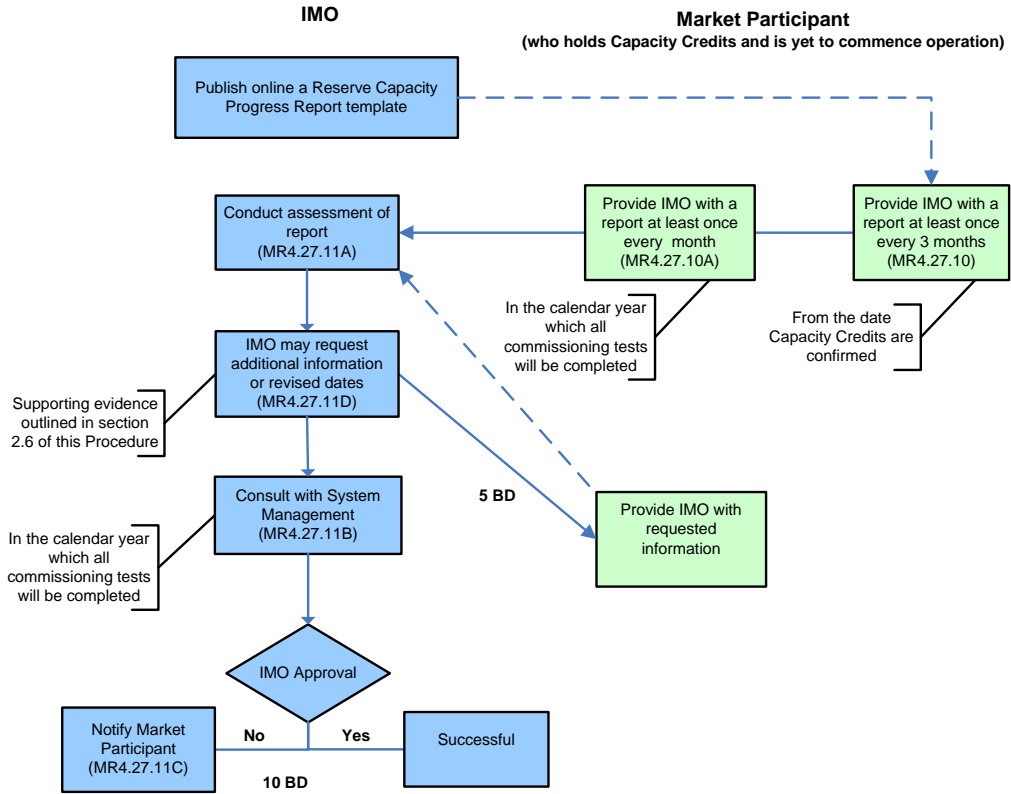 IMO
Market Participant
(who holds Capacity Credits and is yet to commence operation)
Publish online a Reserve Capacity
Progress Report template
Conduct assessment of
report
(MR4.27.11A)
Provide IMO with a
report at least once
every month
(MR4.27.10A)
Provide IMO with a
report at least once
every 3 months
(MR4.27.10)
In the calendar year
which all
commissioning tests
will be completed
From the date
Capacity Credits are
confirmed
IMO may request
additional information
or revised dates
(MR4.27.11D)
Supporting evidence
outlined in section
2.6 of this Procedure
Consult with System
Management
(MR4.27.11B)
5 BD
Provide IMO with
requested
information
In the calendar year
which all
commissioning tests
will be completed
IMO Approval
Notify Market
Participant
(MR4.27.11C)
No
Yes
Successful
10 BD